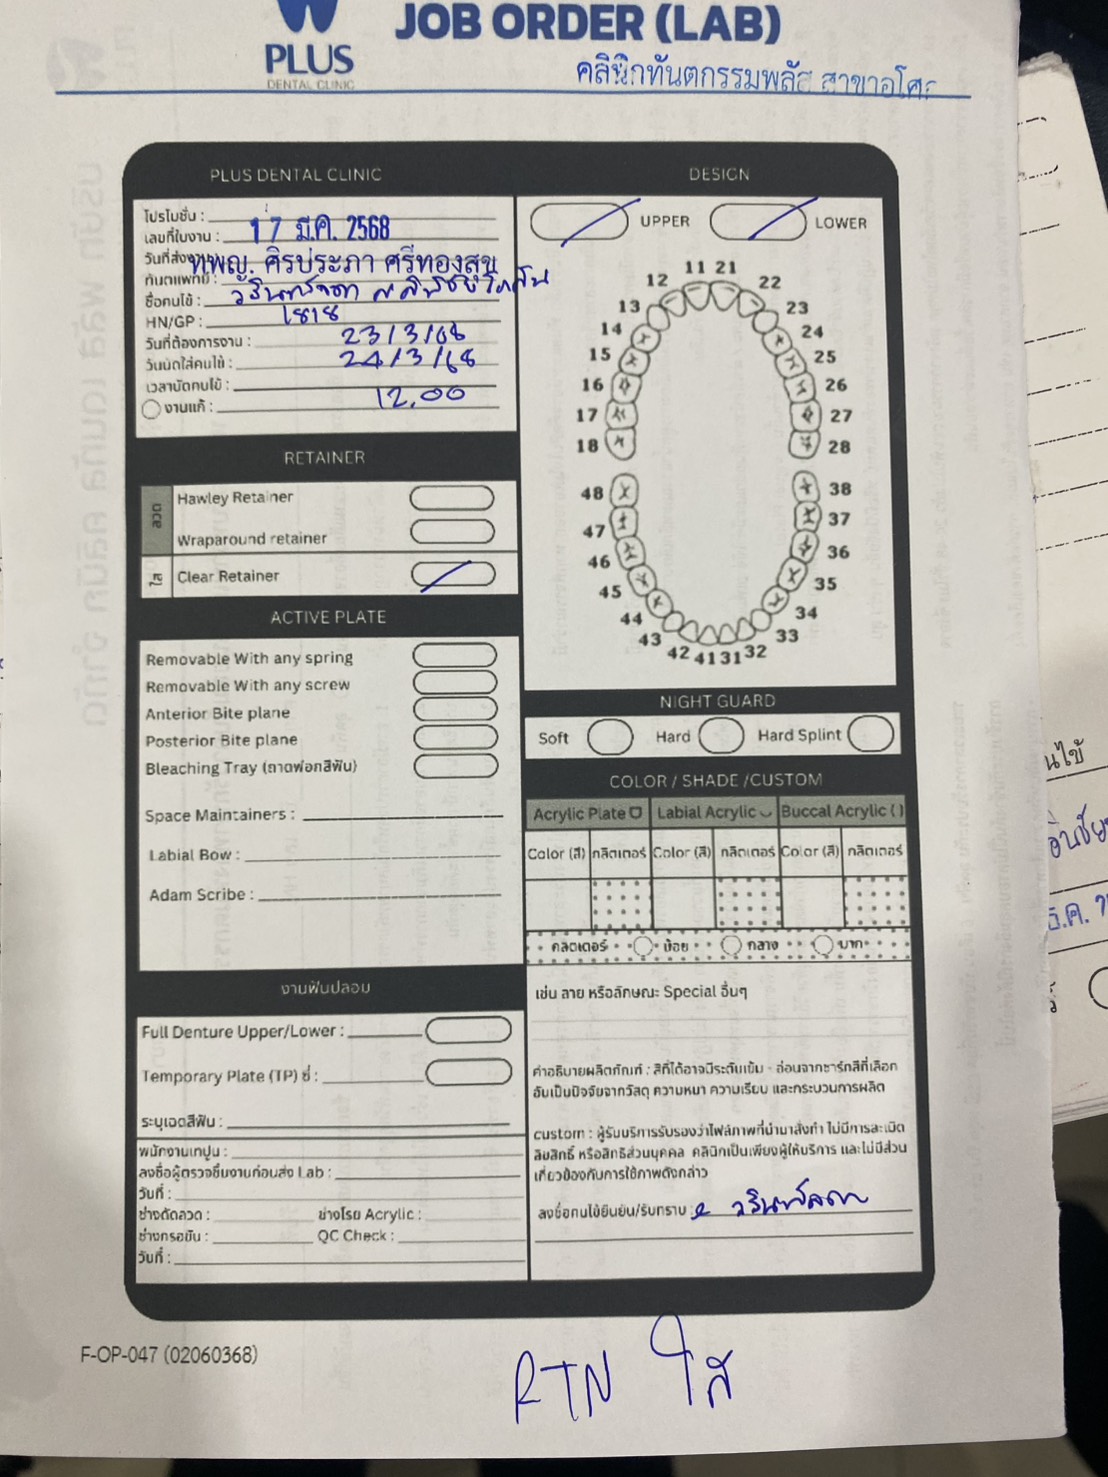 PLUS
DENTAL CLINIC
JOB ORDER (LAB)
คลินิกทันตกรรมพลัส สาขาอโศก
PLUS DENTAL CLINIC
โปรโมชั่น :
เลขที่ใบงาน : 17 มี.ค. 2568
วันที่ส่งงาน
ทพญ. ศิรประภา ศรีทองสุข
ทันตแพทย์ :
ชื่อคนไข้ :
HN/GP : 1818
วันที่ต้องการงาน : 23/3/68
วันนัดใส่คนไข้ : 24/3/68
เวลานัดคนไข้ : 12.00
งานแก้ :
RETAINER
ลวด
Hawley Retainer
Wraparound retainer
ใส
Clear Retainer
ACTIVE PLATE
Removable With any spring
Removable With any screw
Anterior Bite plane
Posterior Bite plane
Bleaching Tray (ถาดฟอกสีฟัน)
Space Maintainers :
Labial Bow :
Adam Scribe :
งานฟันปลอม
Full Denture Upper/Lower :
Temporary Plate (TP) ซี่ :
ระบุเฉดสีฟัน :
พนักงานเทปูน :
ลงชื่อผู้ตรวจชิ้นงานก่อนส่ง Lab :
วันที่ :
ช่างดัดลวด : ช่างโรย Acrylic :
ช่างกรอขัน : QC Check :
วันที่ :
DESIGN
UPPER LOWER
11 21
12 22
13 23
14 24
15 25
16 26
17 27
18 28
48 38
47 37
46 36
45 35
44 34
43 33
42 41 31 32
NIGHT GUARD
Soft Hard Hard Splint
COLOR / SHADE /CUSTOM
Acrylic Plate Labial Acrylic Buccal Acrylic ( )
Color (สี) กลิตเตอร์ Color (สี) กลิตเตอร์ Color (สี) กลิตเตอร์
กลิตเตอร์ น้อย กลาง มาก
เช่น ลาย หรือลักษณะ Special อื่นๆ
คำอธิบายผลิตภัณฑ์ : สีที่ได้อาจมีระดับเข้ม - อ่อนจากชาร์ทสีที่เลือก
อันเป็นปัจจัยจากวัสดุ ความหนา ความเรียบ และกระบวนการผลิต
custom : ผู้รับบริการรับรองว่าไฟล์ภาพที่นำมาสั่งทำ ไม่มีการละเมิด
ลิขสิทธิ์ หรือสิทธิส่วนบุคคล คลินิกเป็นเพียงผู้ให้บริการ และไม่มีส่วน
เกี่ยวข้องกับการใช้ภาพดังกล่าว
ลงชื่อคนไข้ยืนยัน/รับทราบ :
F-OP-047 (02060368)
RTN ใส
นไข้